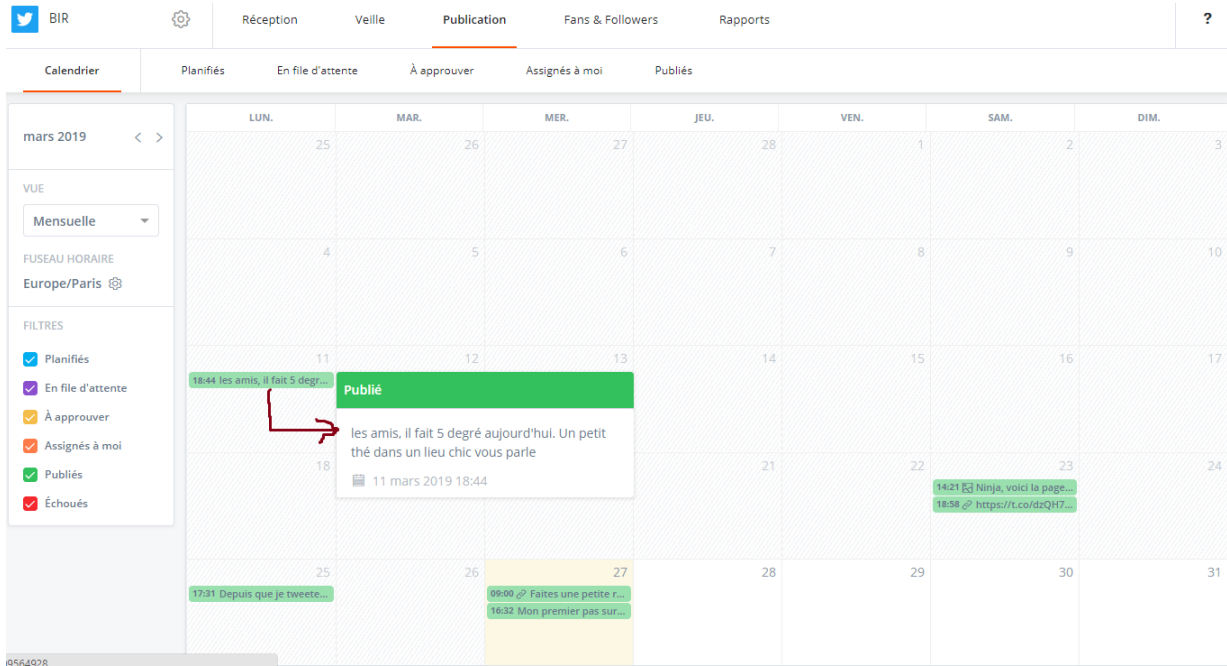 BIR
Réception
Veille
Publication
Fans & Followers
Rapports
?
Calendrier
Planifiés
En file d'attente
À approuver
Assignés à moi
Publiés
mars 2019
< >
VUE
Mensuelle
FUSEAU HORAIRE
Europe/Paris
FILTRES
Planifiés
En file d'attente
À approuver
Assignés à moi
Publiés
Échoués
LUN. MAR. MER. JEU. VEN. SAM. DIM.
25 26 27 28 1 2 3
4 5 6 7 8 9 10
11 12 13 14 15 16 17
18:44 les amis, il fait 5 degr...
Publié
les amis, il fait 5 degré aujourd'hui. Un petit
thé dans un lieu chic vous parle
11 mars 2019 18:44
18 21 22 23 24
14:21 Ninja, voici la page...
18:58 https://t.co/dzQH7...
25 26 27 28 29 30 31
17:31 Depuis que je tweete...
09:00 Faites une petite r...
16:32 Mon premier pas sur...
09564928